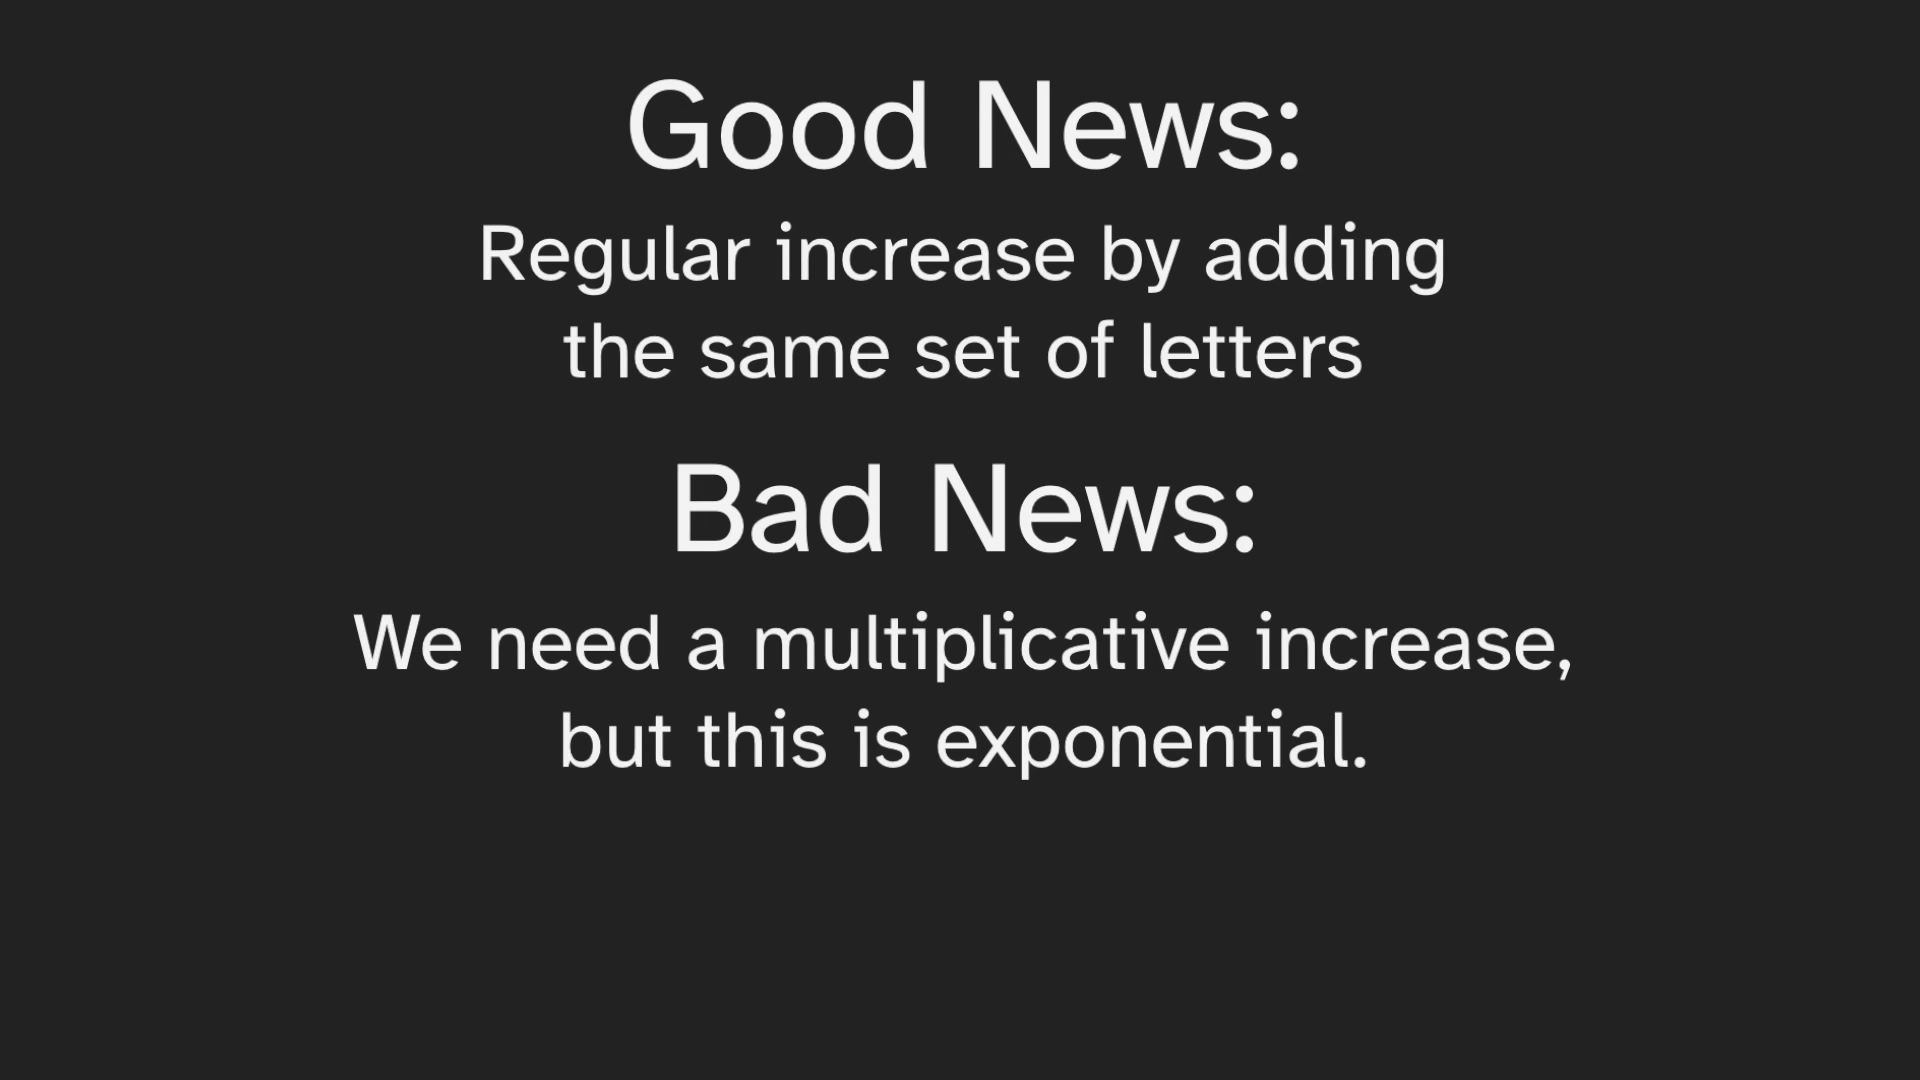 Good News:
Regular increase by adding
the same set of letters
Bad News:
We need a multiplicative increase,
but this is exponential.